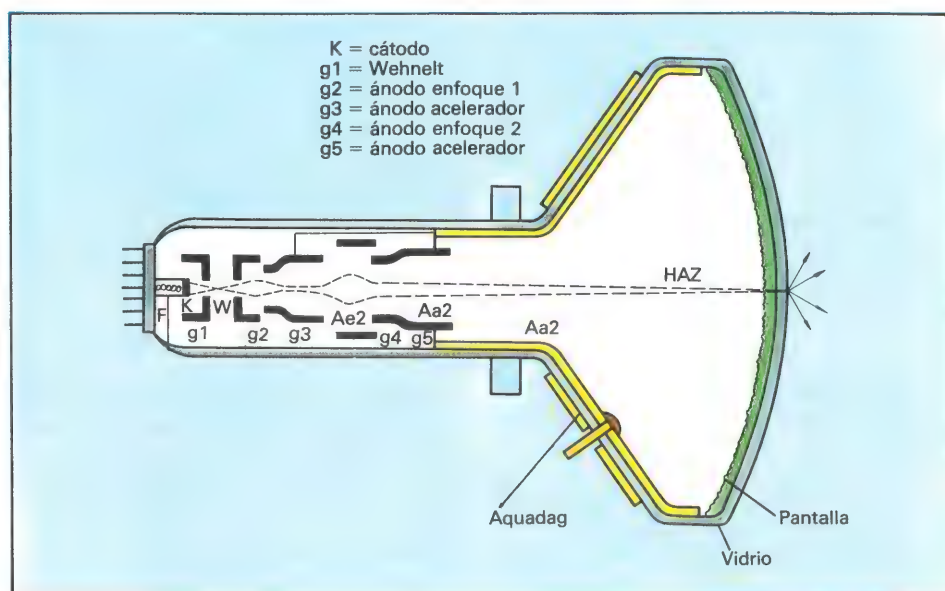 K = cátodo
g1 = Wehnelt
g2 = ánodo enfoque 1
g3 = ánodo acelerador
g4 = ánodo enfoque 2
g5 = ánodo acelerador
HAZ
F
K
W
Ae2
Aa2
Aa2
g1
g2
g3
g4
g5
Aquadag
Pantalla
Vidrio